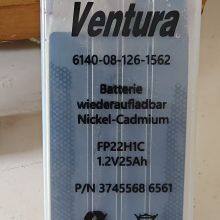 Ventura
6140-08-126-1562
Batterie
wiederaufladbar
Nickel-Cadmium
FP22H1C
1.2V25Ah
P/N 3745568 6561